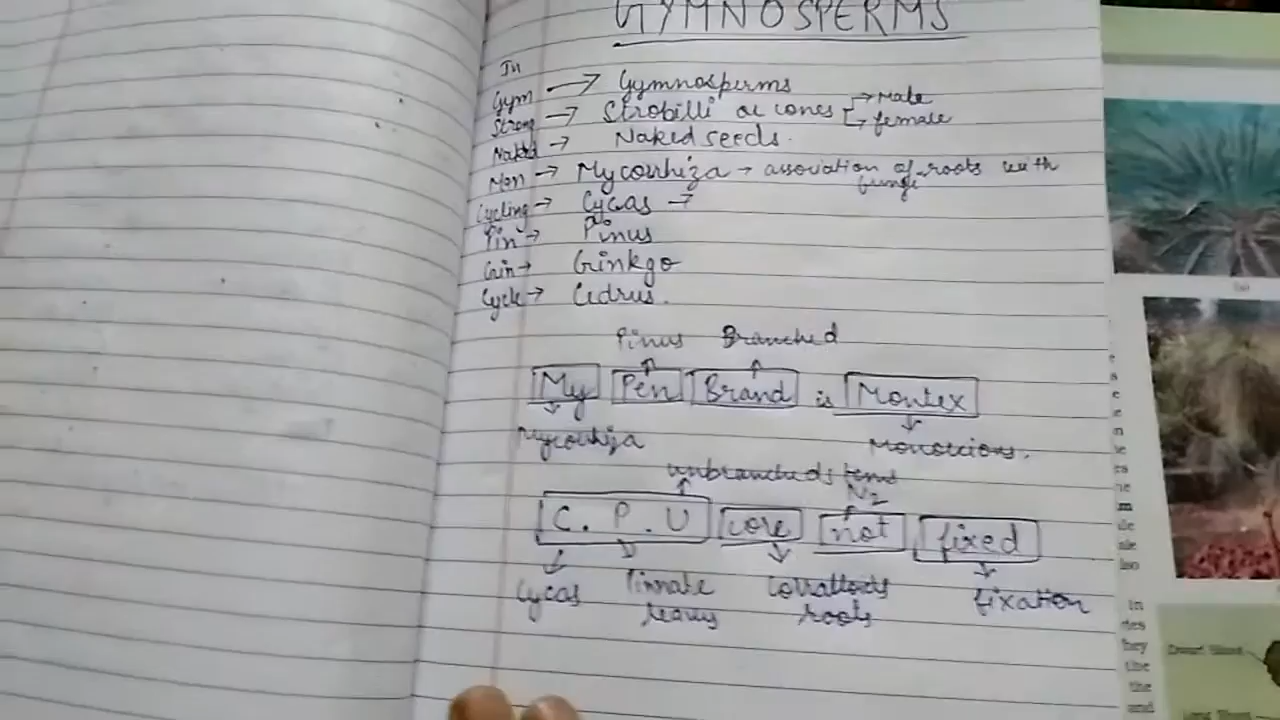 GYMNOSPERMS
In
Gym → Gymnosperms
Strong → Strobilli or cones → Male
→ female
Naked → Naked seeds.
Mon → Mycorrhiza → association of roots with
fungi
Cycling → Cycas →
Pin → Pinus
Gin → Ginkgo
Cycle → Cedrus.
Pinus Branched
My Pen Brand is Montex
Mycorrhiza Monoecious.
unbranched stems
N2
C. P. U core not fixed
Cycas Pinnate Corralloids fixation
leaves roots